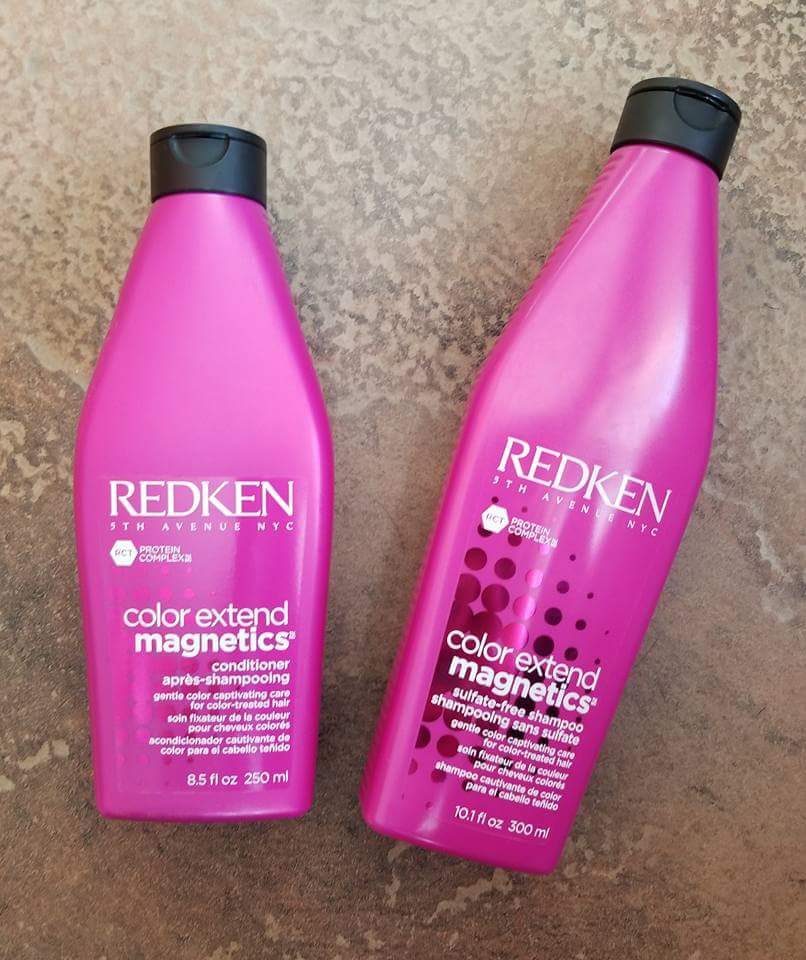 REDKEN
5TH AVENUE NYC
RCT PROTEIN
COMPLEX
color extend
magnetics
conditioner
après-shampooing
gentle color captivating care
for color-treated hair
soin fixateur de la couleur
pour cheveux colorés
acondicionador cautivante de
color para el cabello teñido
8.5 fl oz 250 ml
REDKEN
5TH AVENUE NYC
RCT PROTEIN
COMPLEX
color extend
magnetics
sulfate-free shampoo
shampooing sans sulfate
gentle color captivating care
for color-treated hair
soin fixateur de la couleur
pour cheveux colorés
shampoo cautivante de color
para el cabello teñido
10.1 fl oz 300 ml